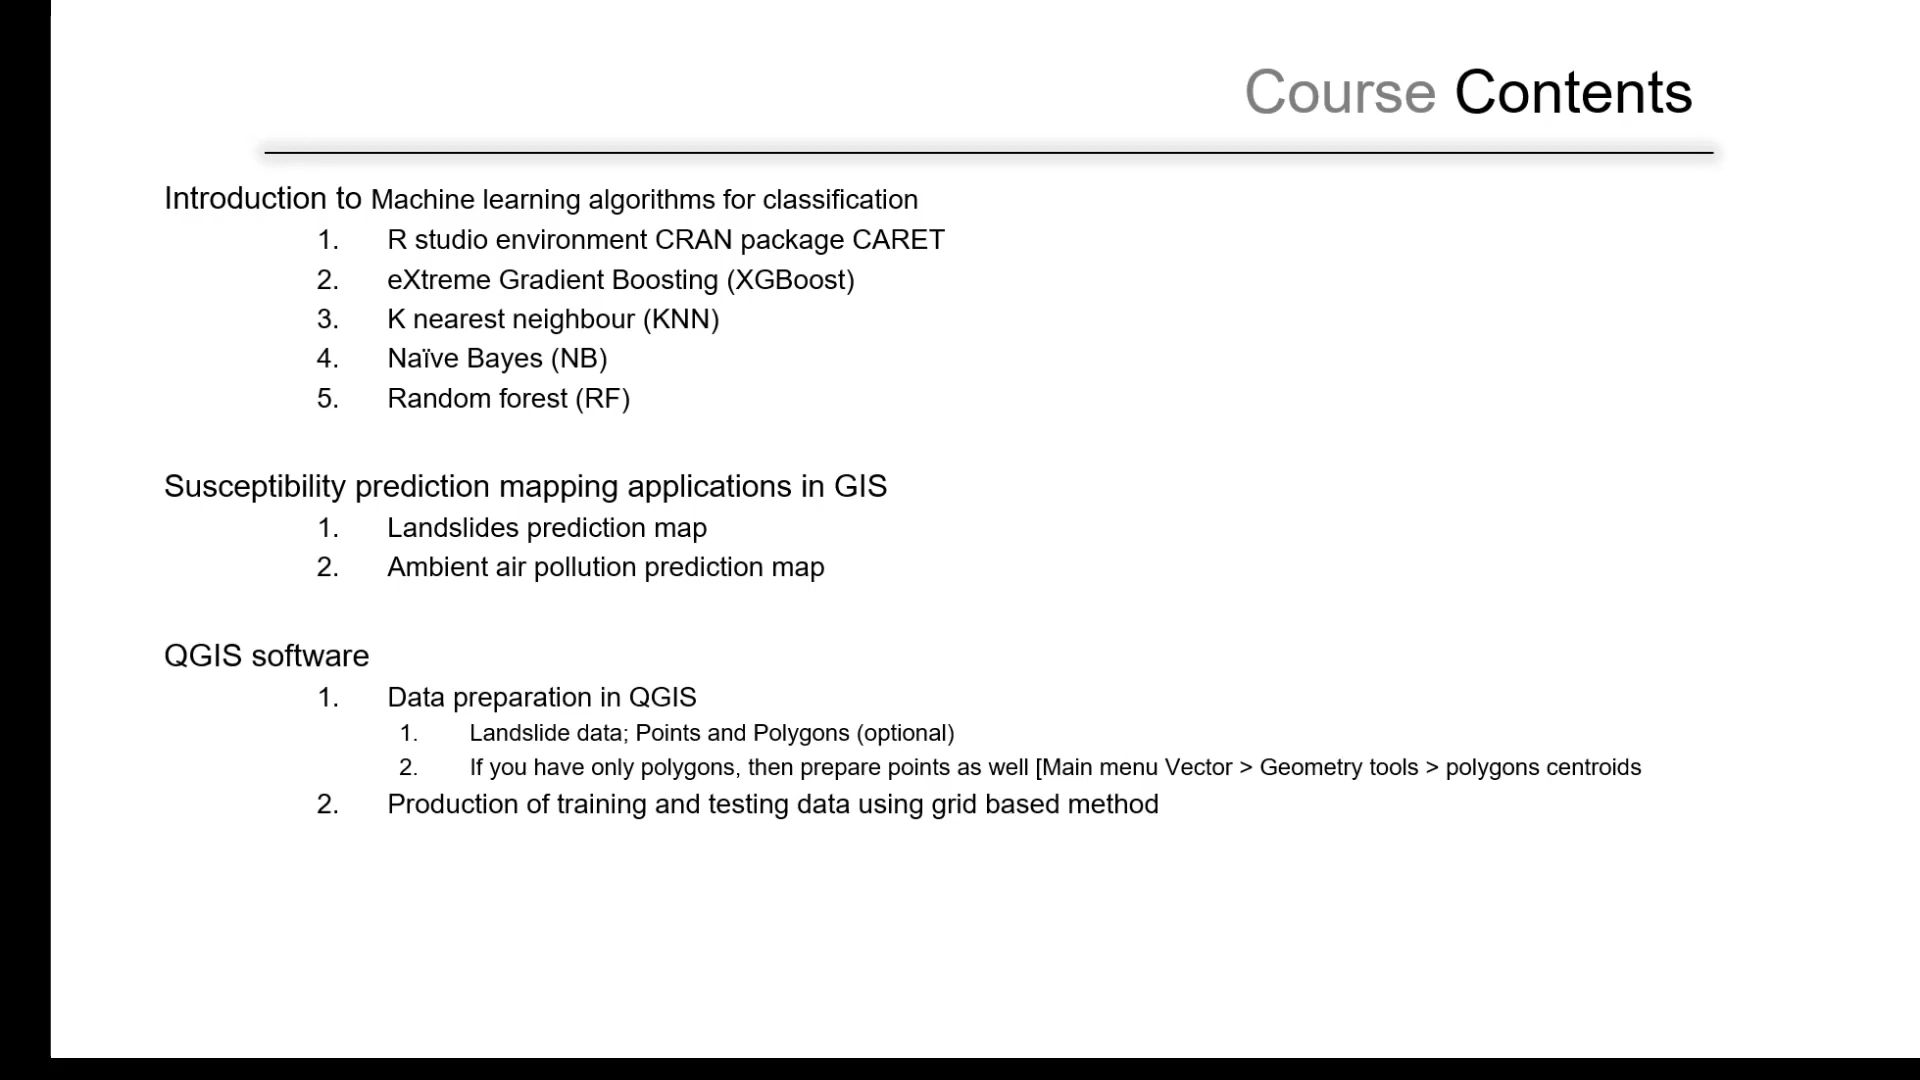 Course Contents
Introduction to Machine learning algorithms for classification
1. R studio environment CRAN package CARET
2. eXtreme Gradient Boosting (XGBoost)
3. K nearest neighbour (KNN)
4. Naïve Bayes (NB)
5. Random forest (RF)
Susceptibility prediction mapping applications in GIS
1. Landslides prediction map
2. Ambient air pollution prediction map
QGIS software
1. Data preparation in QGIS
1. Landslide data; Points and Polygons (optional)
2. If you have only polygons, then prepare points as well [Main menu Vector > Geometry tools > polygons centroids
2. Production of training and testing data using grid based method